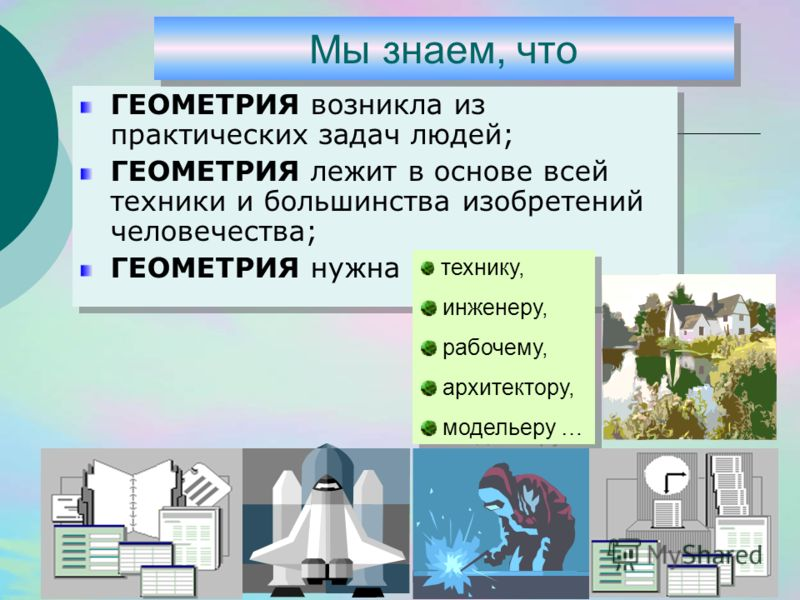 Мы знаем, что
ГЕОМЕТРИЯ возникла из
практических задач людей;
ГЕОМЕТРИЯ лежит в основе всей
техники и большинства изобретений
человечества;
ГЕОМЕТРИЯ нужна
технику,
инженеру,
рабочему,
архитектору,
модельеру …
MyShared